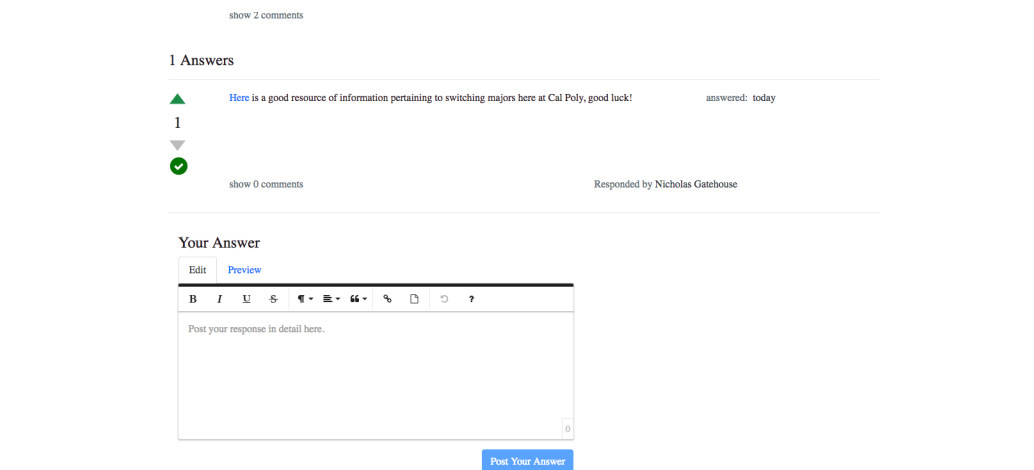 show 2 comments
1 Answers
Here is a good resource of information pertaining to switching majors here at Cal Poly, good luck! answered: today
1
show 0 comments Responded by Nicholas Gatehouse
Your Answer
Edit Preview
B I U S ¶ ?
Post your response in detail here.
0
Post Your Answer